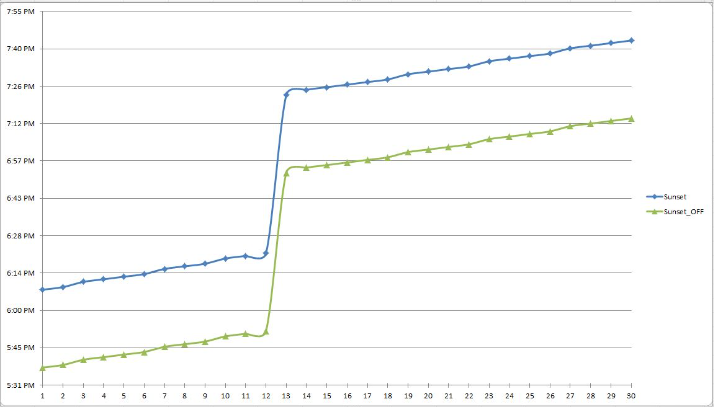 7:55 PM
7:40 PM
7:26 PM
7:12 PM
6:57 PM
6:43 PM
6:28 PM
6:14 PM
6:00 PM
5:45 PM
5:31 PM
1 2 3 4 5 6 7 8 9 10 11 12 13 14 15 16 17 18 19 20 21 22 23 24 25 26 27 28 29 30
Sunset
Sunset_OFF